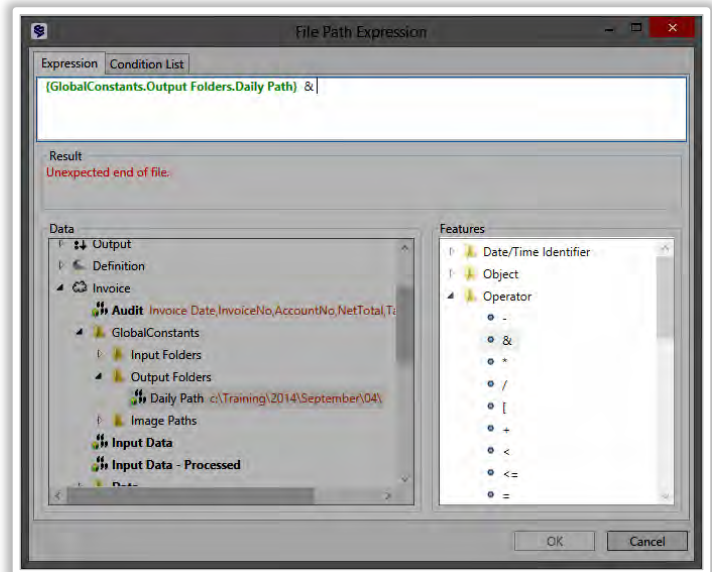 File Path Expression
Expression Condition List
{GlobalConstants.Output Folders.Daily Path} &
Result
Unexpected end of file.
Data
Output
Definition
Invoice
Audit Invoice Date,InvoiceNo,AccountNo,NetTotal,Ta
GlobalConstants
Input Folders
Output Folders
Daily Path c:\Training\2014\September\04\
Image Paths
Input Data
Input Data - Processed
Data
Features
Date/Time Identifier
Object
Operator
-
&
*
/
[
+
<
<=
=
OK Cancel